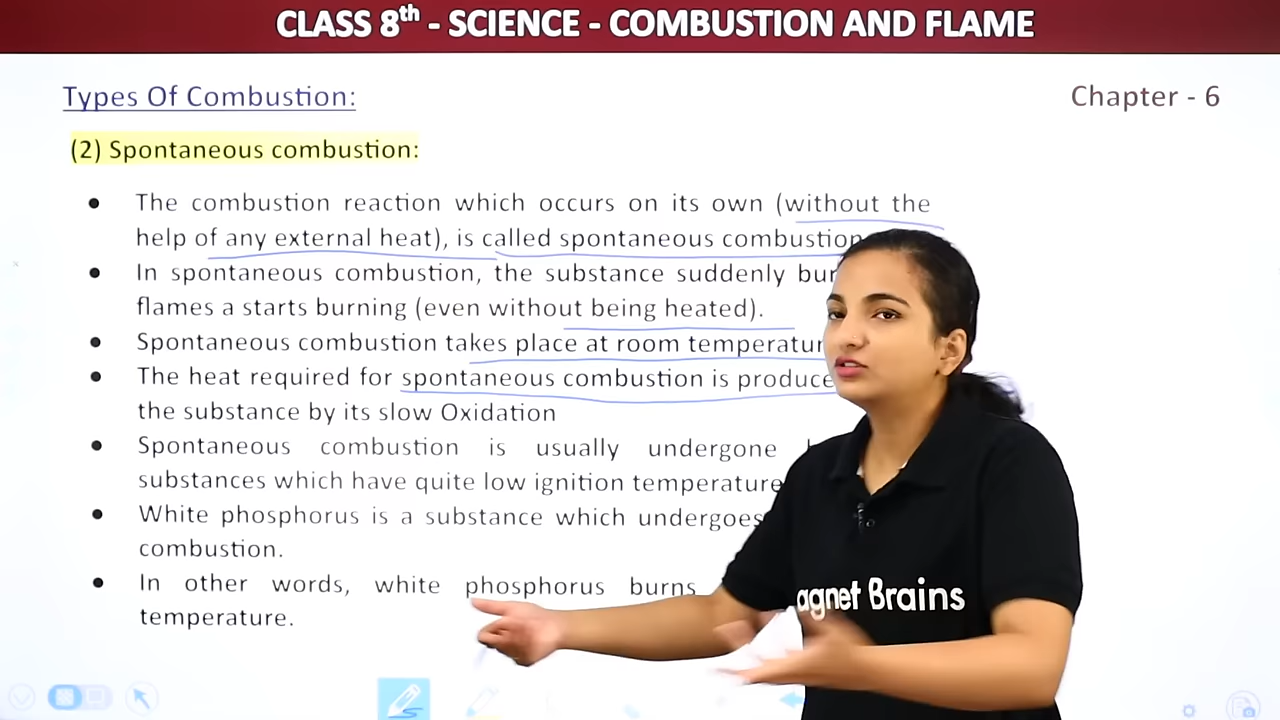 CLASS 8th - SCIENCE - COMBUSTION AND FLAME
Types Of Combustion:
Chapter - 6
(2) Spontaneous combustion:
• The combustion reaction which occurs on its own (without the
help of any external heat), is called spontaneous combustion
• In spontaneous combustion, the substance suddenly
flames a starts burning (even without being heated).
• Spontaneous combustion takes place at room
• The heat required for spontaneous combustion is
the substance by its slow Oxidation
• Spontaneous combustion is usually undergone
substances which have quite low ignition temperature
• White phosphorus is a substance which undergoes
combustion.
• In other words, white phosphorus burns
temperature.
agnet Brains